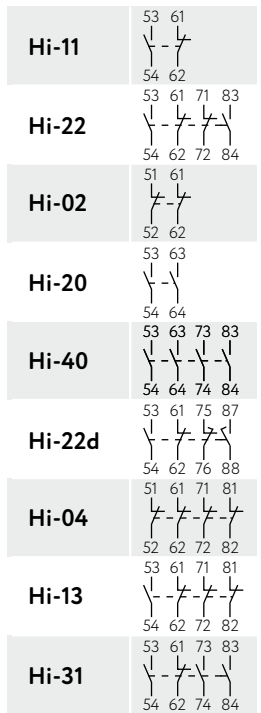 53 61
Hi-11
54 62
53 61 71 83
Hi-22
54 62 72 84
51 61
Hi-02
52 62
53 63
Hi-20
54 64
53 63 73 83
Hi-40
54 64 74 84
53 61 75 87
Hi-22d
54 62 76 88
51 61 71 81
Hi-04
52 62 72 82
53 61 71 81
Hi-13
54 62 72 82
53 61 73 83
Hi-31
54 62 74 84